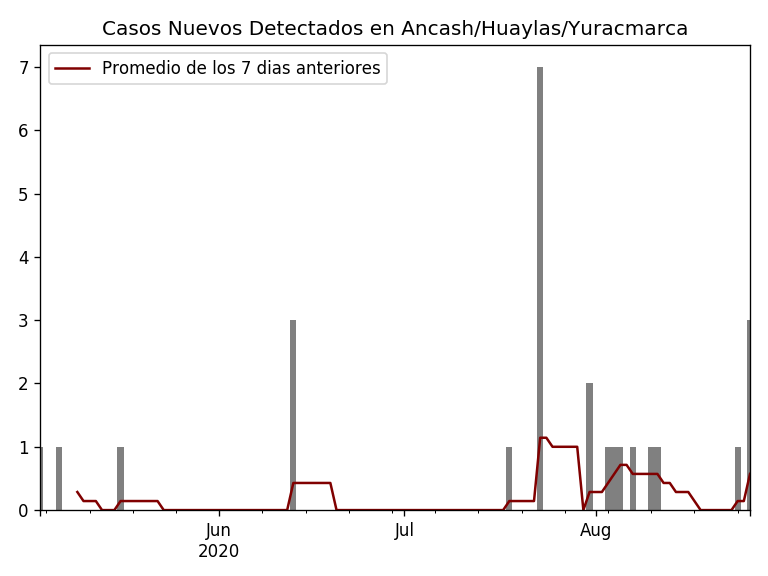 Casos Nuevos Detectados en Ancash/Huaylas/Yuracmarca
Promedio de los 7 dias anteriores
7
6
5
4
3
2
1
0
Jun
2020
Jul
Aug